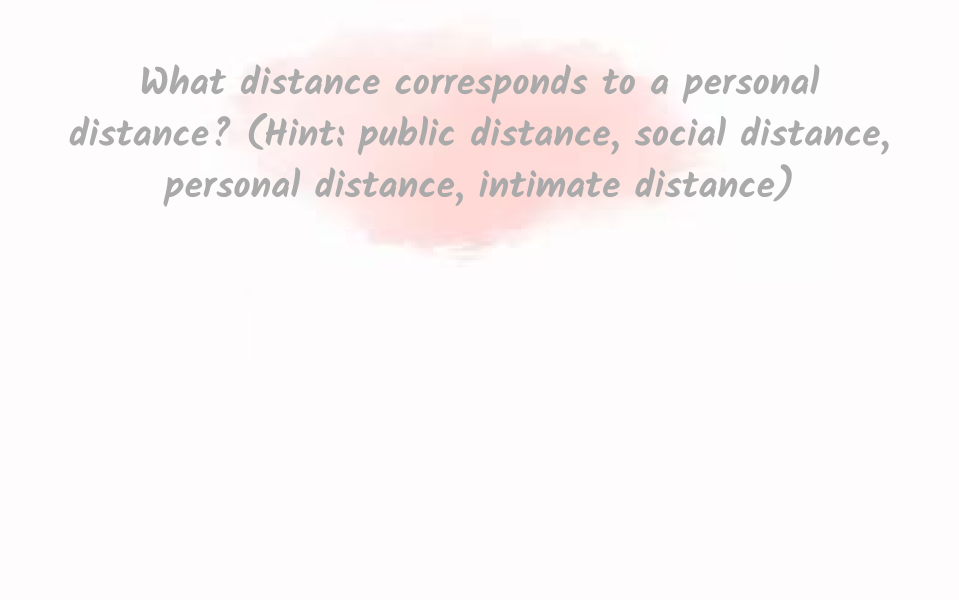 What distance corresponds to a personal
distance? (Hint: public distance, social distance,
personal distance, intimate distance)